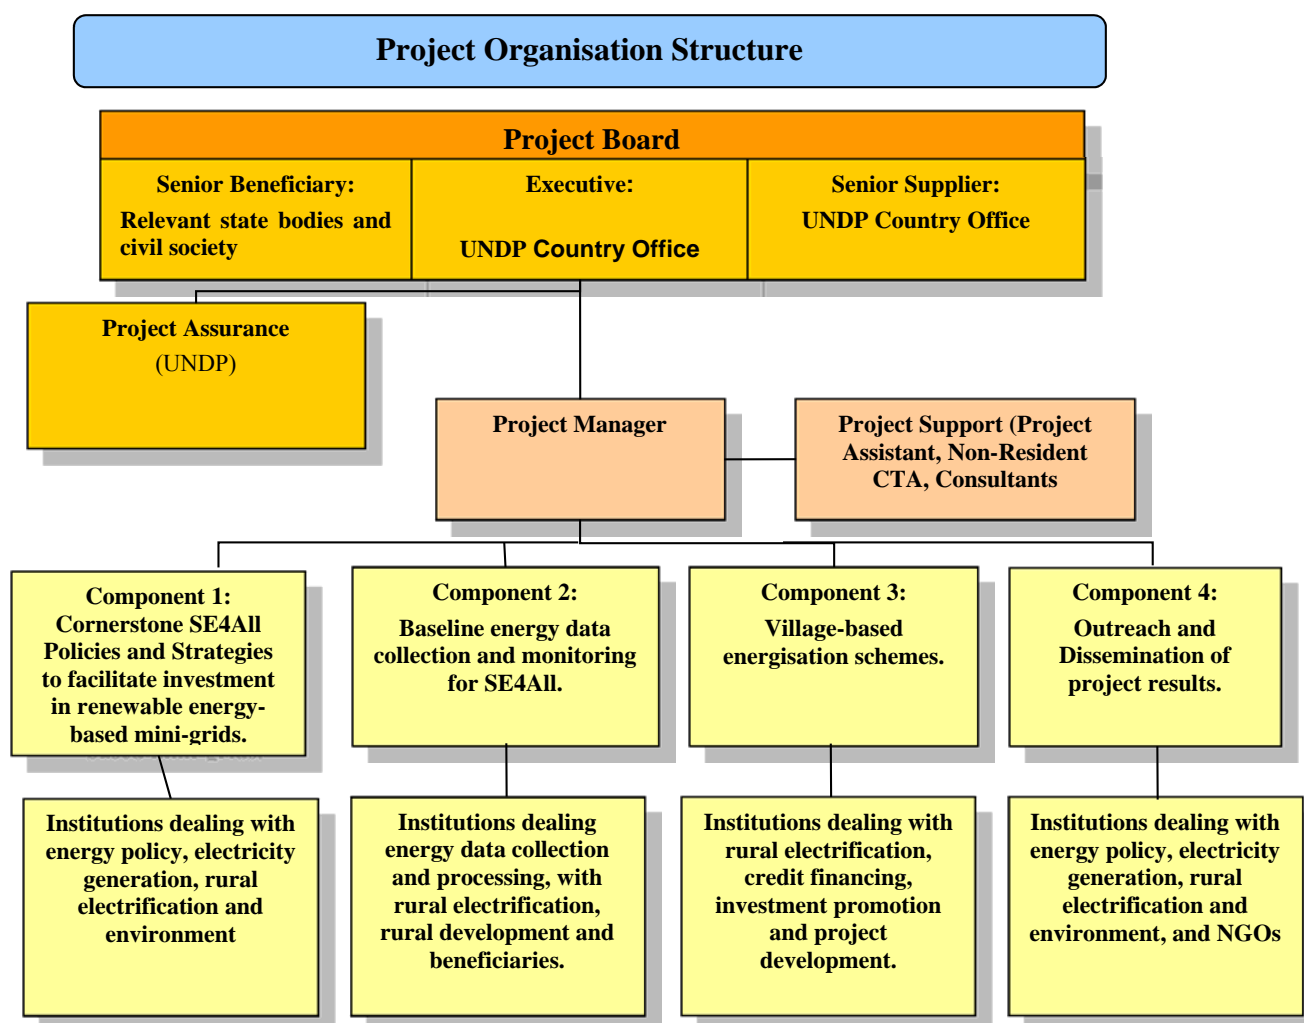 Project Organisation Structure
Project Board
Senior Beneficiary:
Relevant state bodies and
civil society
Executive:
UNDP Country Office
Senior Supplier:
UNDP Country Office
Project Assurance
(UNDP)
Project Manager
Project Support (Project
Assistant, Non-Resident
CTA, Consultants
Component 1:
Cornerstone SE4All
Policies and Strategies
to facilitate investment
in renewable energy-
based mini-grids.
Component 2:
Baseline energy data
collection and monitoring
for SE4All.
Component 3:
Village-based
energisation schemes.
Component 4:
Outreach and
Dissemination of
project results.
Institutions dealing with
energy policy, electricity
generation, rural
electrification and
environment
Institutions dealing
energy data collection
and processing, with
rural electrification,
rural development and
beneficiaries.
Institutions dealing with
rural electrification,
credit financing,
investment promotion
and project
development.
Institutions dealing with
energy policy, electricity
generation, rural
electrification and
environment, and NGOs